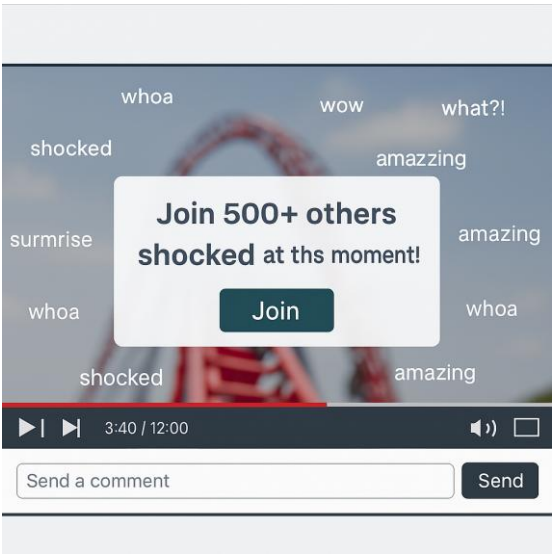 whoa
wow
what?!
shocked
amazzing
Join 500+ others
shocked at ths moment!
surmrise
amazing
Join
whoa
whoa
shocked
amazing
3:40 / 12:00
Send a comment
Send